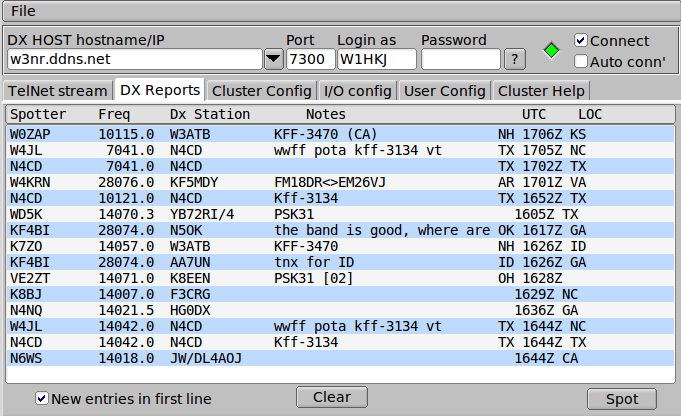 File
DX HOST hostname/IP Port Login as Password
w3nr.ddns.net 7300 W1HKJ ? Connect
Auto conn'
TelNet stream DX Reports Cluster Config I/O config User Config Cluster Help
Spotter Freq Dx Station Notes UTC LOC
W0ZAP 10115.0 W3ATB KFF-3470 (CA) NH 1706Z KS
W4JL 7041.0 N4CD wwff pota kff-3134 vt TX 1705Z NC
N4CD 7041.0 N4CD TX 1702Z TX
W4KRN 28076.0 KF5MDY FM18DR<>EM26VJ AR 1701Z VA
N4CD 10121.0 N4CD Kff-3134 TX 1652Z TX
WD5K 14070.3 YB72RI/4 PSK31 1605Z TX
KF4BI 28074.0 N5OK the band is good, where are OK 1617Z GA
K7ZO 14057.0 W3ATB KFF-3470 NH 1626Z ID
KF4BI 28074.0 AA7UN tnx for ID ID 1626Z GA
VE2ZT 14071.0 K8EEN PSK31 [02] OH 1628Z
K8BJ 14007.0 F3CRG 1629Z NC
N4NQ 14021.5 HG0DX 1636Z GA
W4JL 14042.0 N4CD wwff pota kff-3134 vt TX 1644Z NC
N4CD 14042.0 N4CD Kff-3134 TX 1644Z TX
N6WS 14018.0 JW/DL4AOJ 1644Z CA
New entries in first line Clear Spot